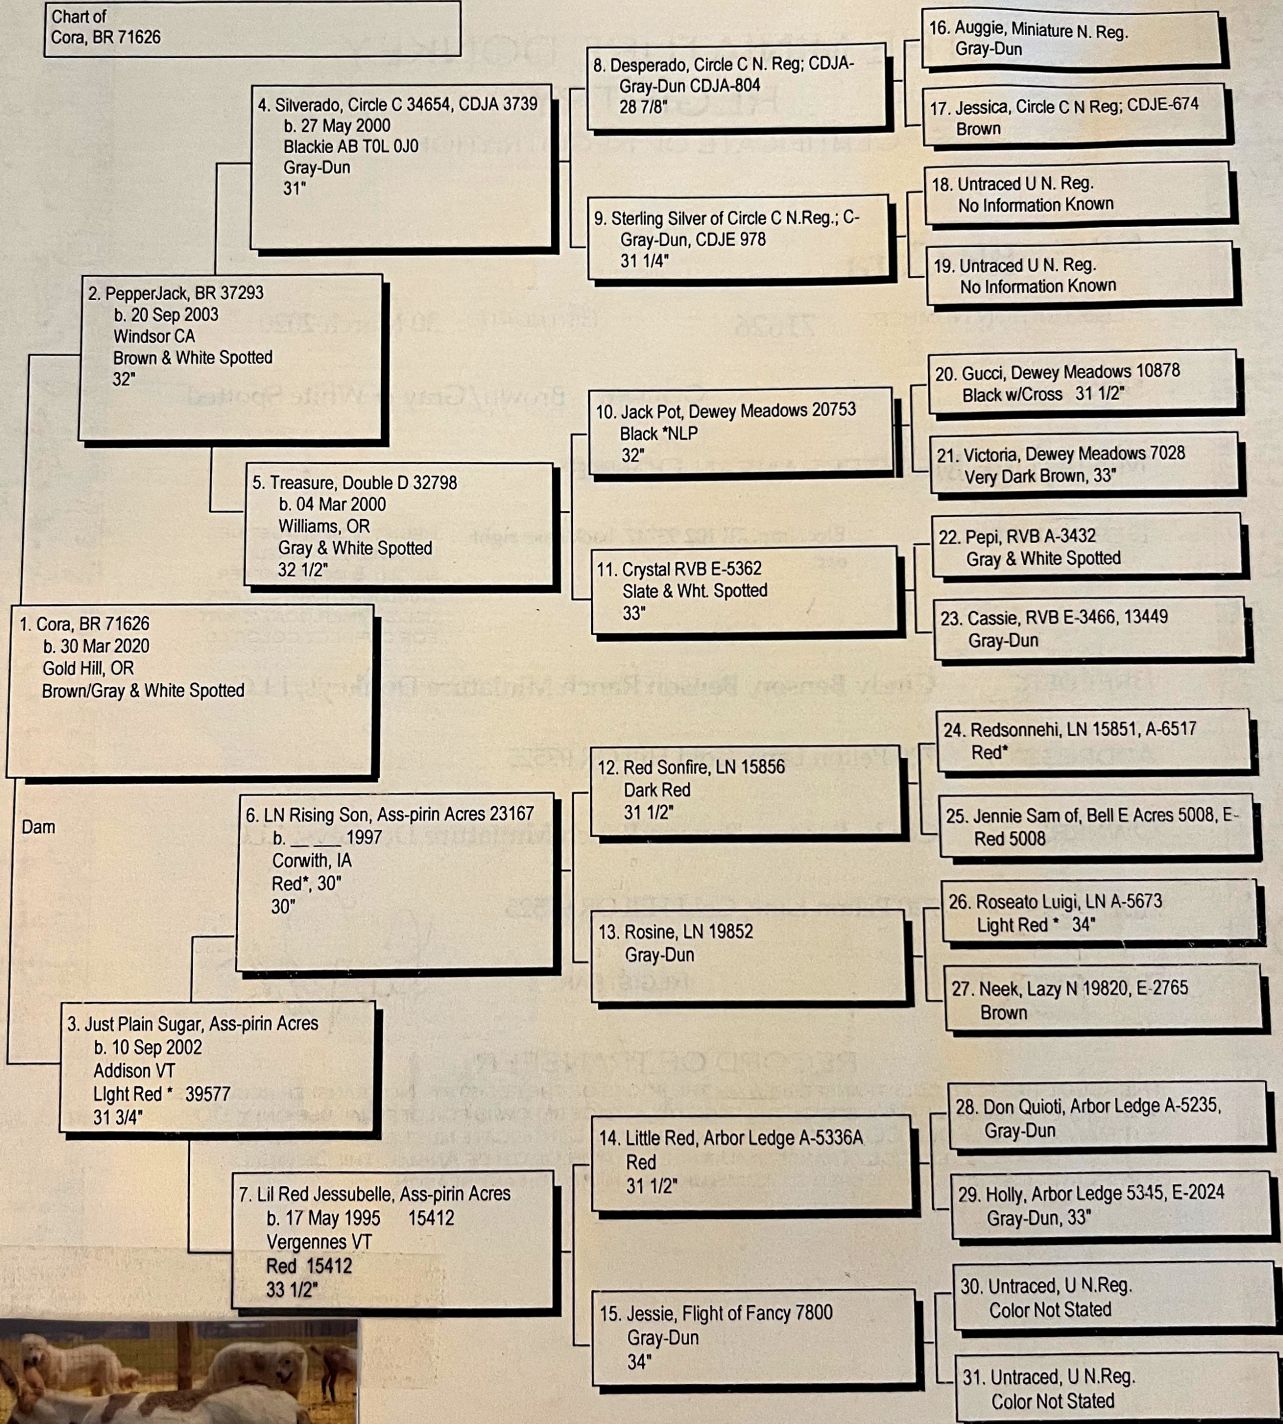 Chart of
Cora, BR 71626
1. Cora, BR 71626
b. 30 Mar 2020
Gold Hill, OR
Brown/Gray & White Spotted
Dam
2. PepperJack, BR 37293
b. 20 Sep 2003
Windsor CA
Brown & White Spotted
32"
3. Just Plain Sugar, Ass-pirin Acres
b. 10 Sep 2002
Addison VT
LIght Red * 39577
31 3/4"
4. Silverado, Circle C 34654, CDJA 3739
b. 27 May 2000
Blackie AB T0L 0J0
Gray-Dun
31"
5. Treasure, Double D 32798
b. 04 Mar 2000
Williams, OR
Gray & White Spotted
32 1/2"
6. LN Rising Son, Ass-pirin Acres 23167
b. _____ 1997
Corwith, IA
Red*, 30"
30"
7. Lil Red Jessubelle, Ass-pirin Acres
b. 17 May 1995 15412
Vergennes VT
Red 15412
33 1/2"
8. Desperado, Circle C N. Reg; CDJA-
Gray-Dun CDJA-804
28 7/8"
9. Sterling Silver of Circle C N.Reg.; C-
Gray-Dun, CDJE 978
31 1/4"
10. Jack Pot, Dewey Meadows 20753
Black *NLP
32"
11. Crystal RVB E-5362
Slate & Wht. Spotted
33"
12. Red Sonfire, LN 15856
Dark Red
31 1/2"
13. Rosine, LN 19852
Gray-Dun
14. Little Red, Arbor Ledge A-5336A
Red
31 1/2"
15. Jessie, Flight of Fancy 7800
Gray-Dun
34"
16. Auggie, Miniature N. Reg.
Gray-Dun
17. Jessica, Circle C N Reg; CDJE-674
Brown
18. Untraced U N. Reg.
No Information Known
19. Untraced U N. Reg.
No Information Known
20. Gucci, Dewey Meadows 10878
Black w/Cross 31 1/2"
21. Victoria, Dewey Meadows 7028
Very Dark Brown, 33"
22. Pepi, RVB A-3432
Gray & White Spotted
23. Cassie, RVB E-3466, 13449
Gray-Dun
24. Redsonnehi, LN 15851, A-6517
Red*
25. Jennie Sam of, Bell E Acres 5008, E-
Red 5008
26. Roseato Luigi, LN A-5673
Light Red * 34"
27. Neek, Lazy N 19820, E-2765
Brown
28. Don Quioti, Arbor Ledge A-5235,
Gray-Dun
29. Holly, Arbor Ledge 5345, E-2024
Gray-Dun, 33"
30. Untraced, U N.Reg.
Color Not Stated
31. Untraced, U N.Reg.
Color Not Stated